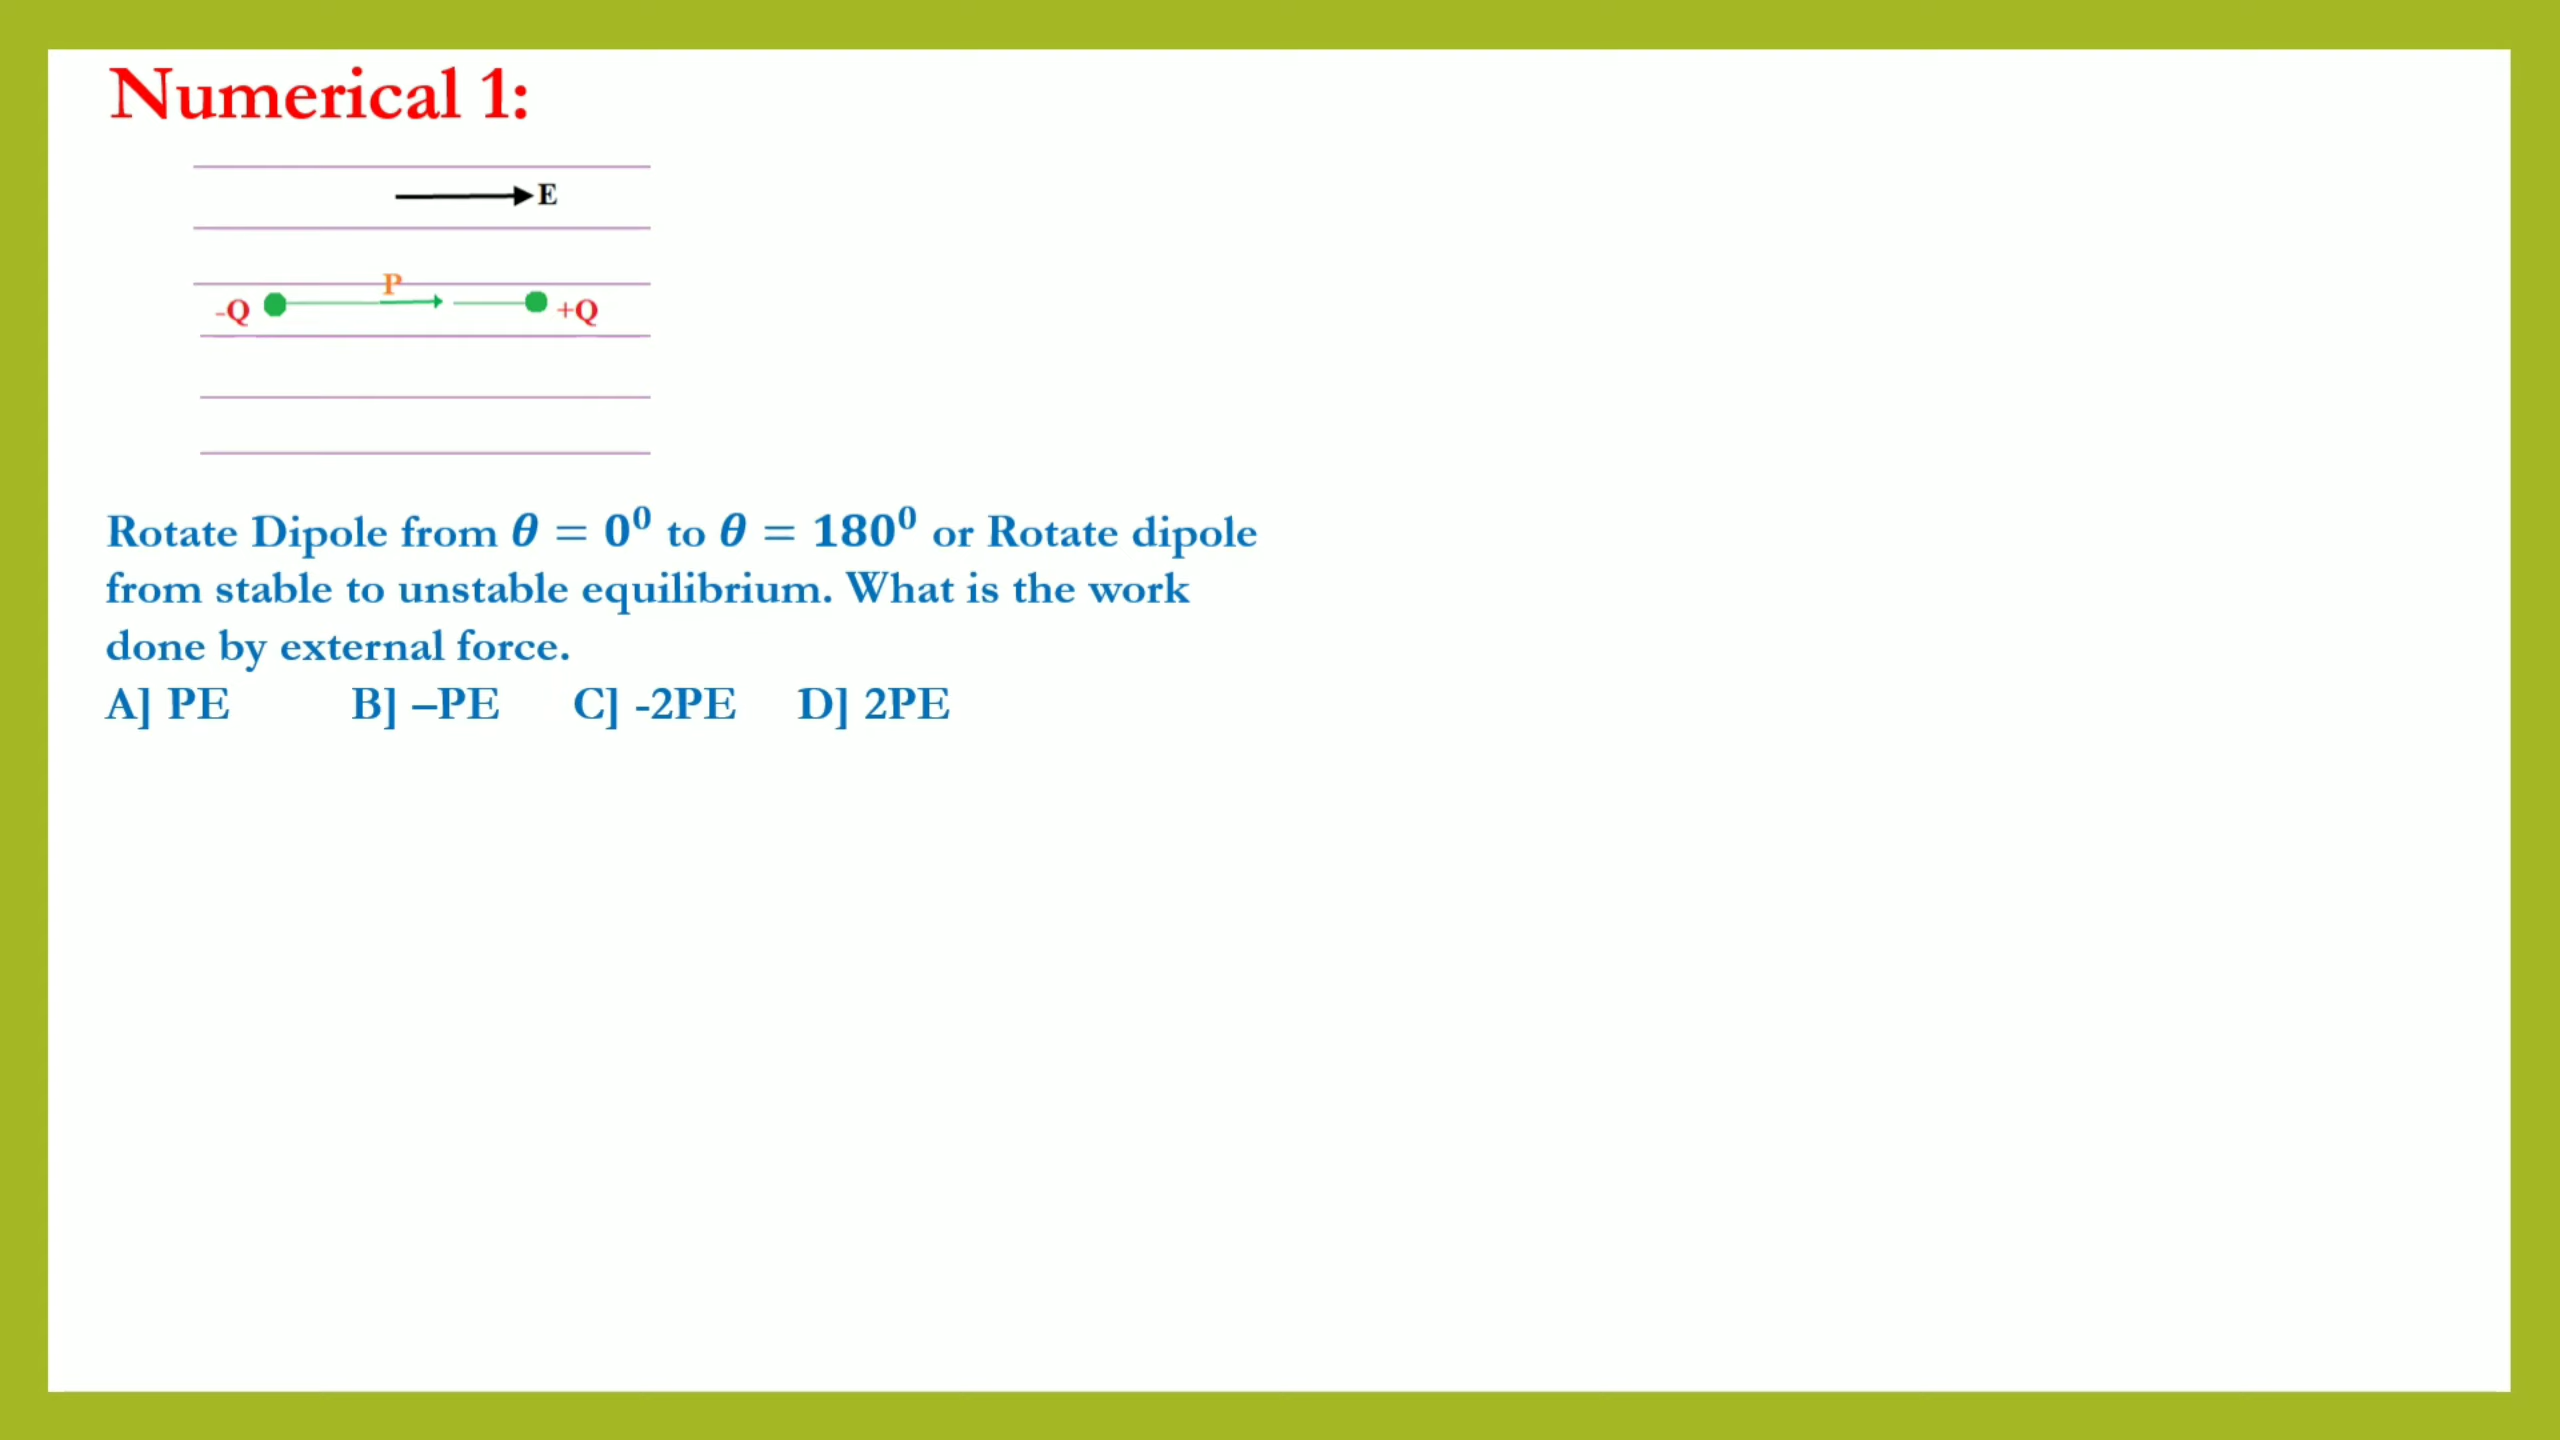 Numerical 1:
E
P
-Q
+Q
Rotate Dipole from θ = 0⁰ to θ = 180⁰ or Rotate dipole
from stable to unstable equilibrium. What is the work
done by external force.
A] PE B] –PE C] -2PE D] 2PE